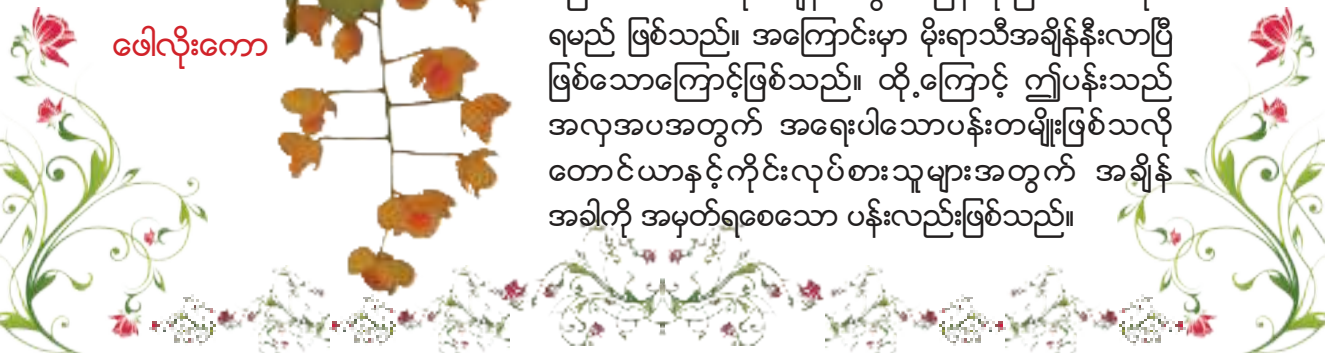 ဖေါလိုးကော
ရမည် ဖြစ်သည်။ အကြောင်းမှာ မိုးရာသီအချိန်နီးလာပြီ
ဖြစ်သောကြောင့်ဖြစ်သည်။ ထို့ကြောင့် ဤပန်းသည်
အလှအပအတွက် အရေးပါသောပန်းတမျိုးဖြစ်သလို
တောင်ယာနှင့်ကိုင်းလုပ်စားသူများအတွက် အချိန်
အခါကို အမှတ်ရစေသော ပန်းလည်းဖြစ်သည်။